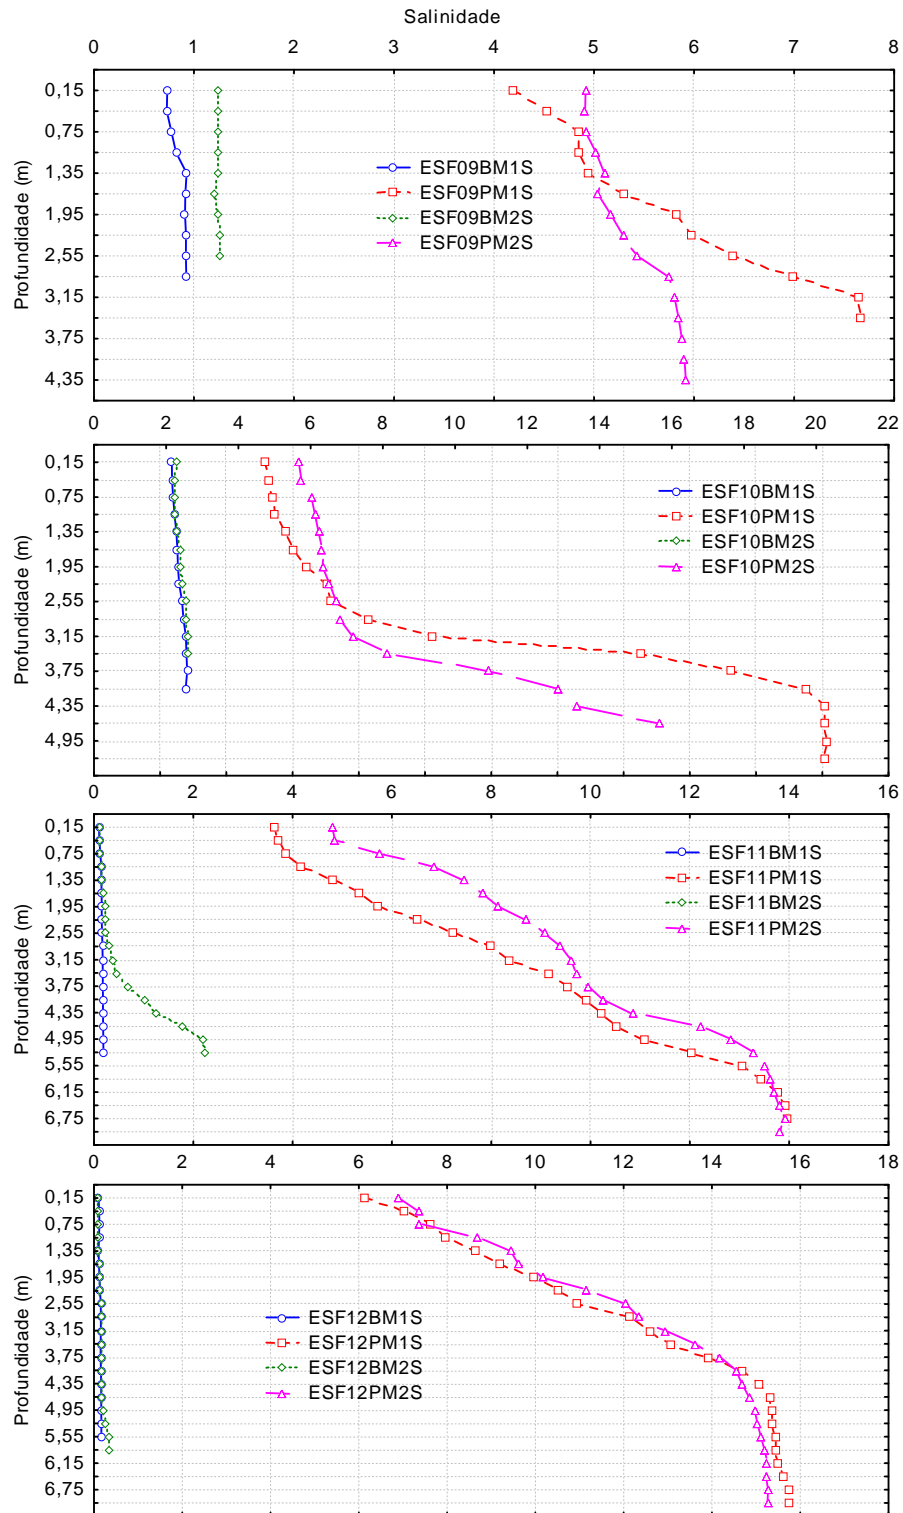 Salinidade
0 1 2 3 4 5 6 7 8
0,15
0,75
1,35
1,95
2,55
3,15
3,75
4,35
Profundidade (m)
ESF09BM1S
ESF09PM1S
ESF09BM2S
ESF09PM2S
0 2 4 6 8 10 12 14 16 18 20 22
0,15
0,75
1,35
1,95
2,55
3,15
3,75
4,35
4,95
Profundidade (m)
ESF10BM1S
ESF10PM1S
ESF10BM2S
ESF10PM2S
0 2 4 6 8 10 12 14 16
0,15
0,75
1,35
1,95
2,55
3,15
3,75
4,35
4,95
5,55
6,15
6,75
Profundidade (m)
ESF11BM1S
ESF11PM1S
ESF11BM2S
ESF11PM2S
0 2 4 6 8 10 12 14 16 18
0,15
0,75
1,35
1,95
2,55
3,15
3,75
4,35
4,95
5,55
6,15
6,75
Profundidade (m)
ESF12BM1S
ESF12PM1S
ESF12BM2S
ESF12PM2S